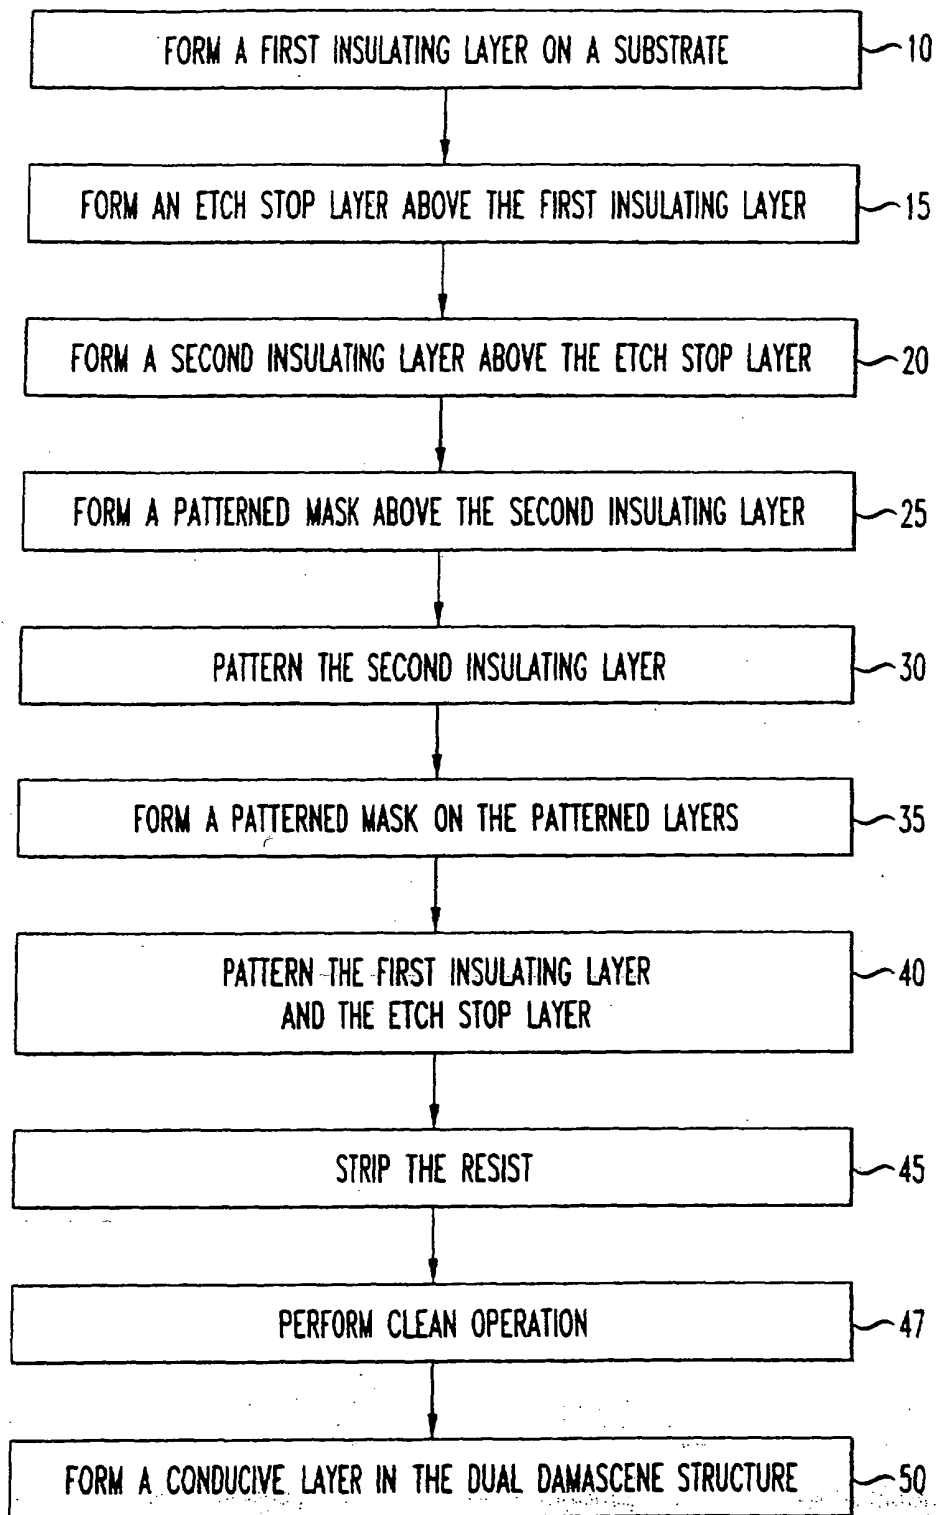 FORM A FIRST INSULATING LAYER ON A SUBSTRATE 10
FORM AN ETCH STOP LAYER ABOVE THE FIRST INSULATING LAYER 15
FORM A SECOND INSULATING LAYER ABOVE THE ETCH STOP LAYER 20
FORM A PATTERNED MASK ABOVE THE SECOND INSULATING LAYER 25
PATTERN THE SECOND INSULATING LAYER 30
FORM A PATTERNED MASK ON THE PATTERNED LAYERS 35
PATTERN THE FIRST INSULATING LAYER 40
AND THE ETCH STOP LAYER
STRIP THE RESIST 45
PERFORM CLEAN OPERATION 47
FORM A CONDUCIVE LAYER IN THE DUAL DAMASCENE STRUCTURE 50